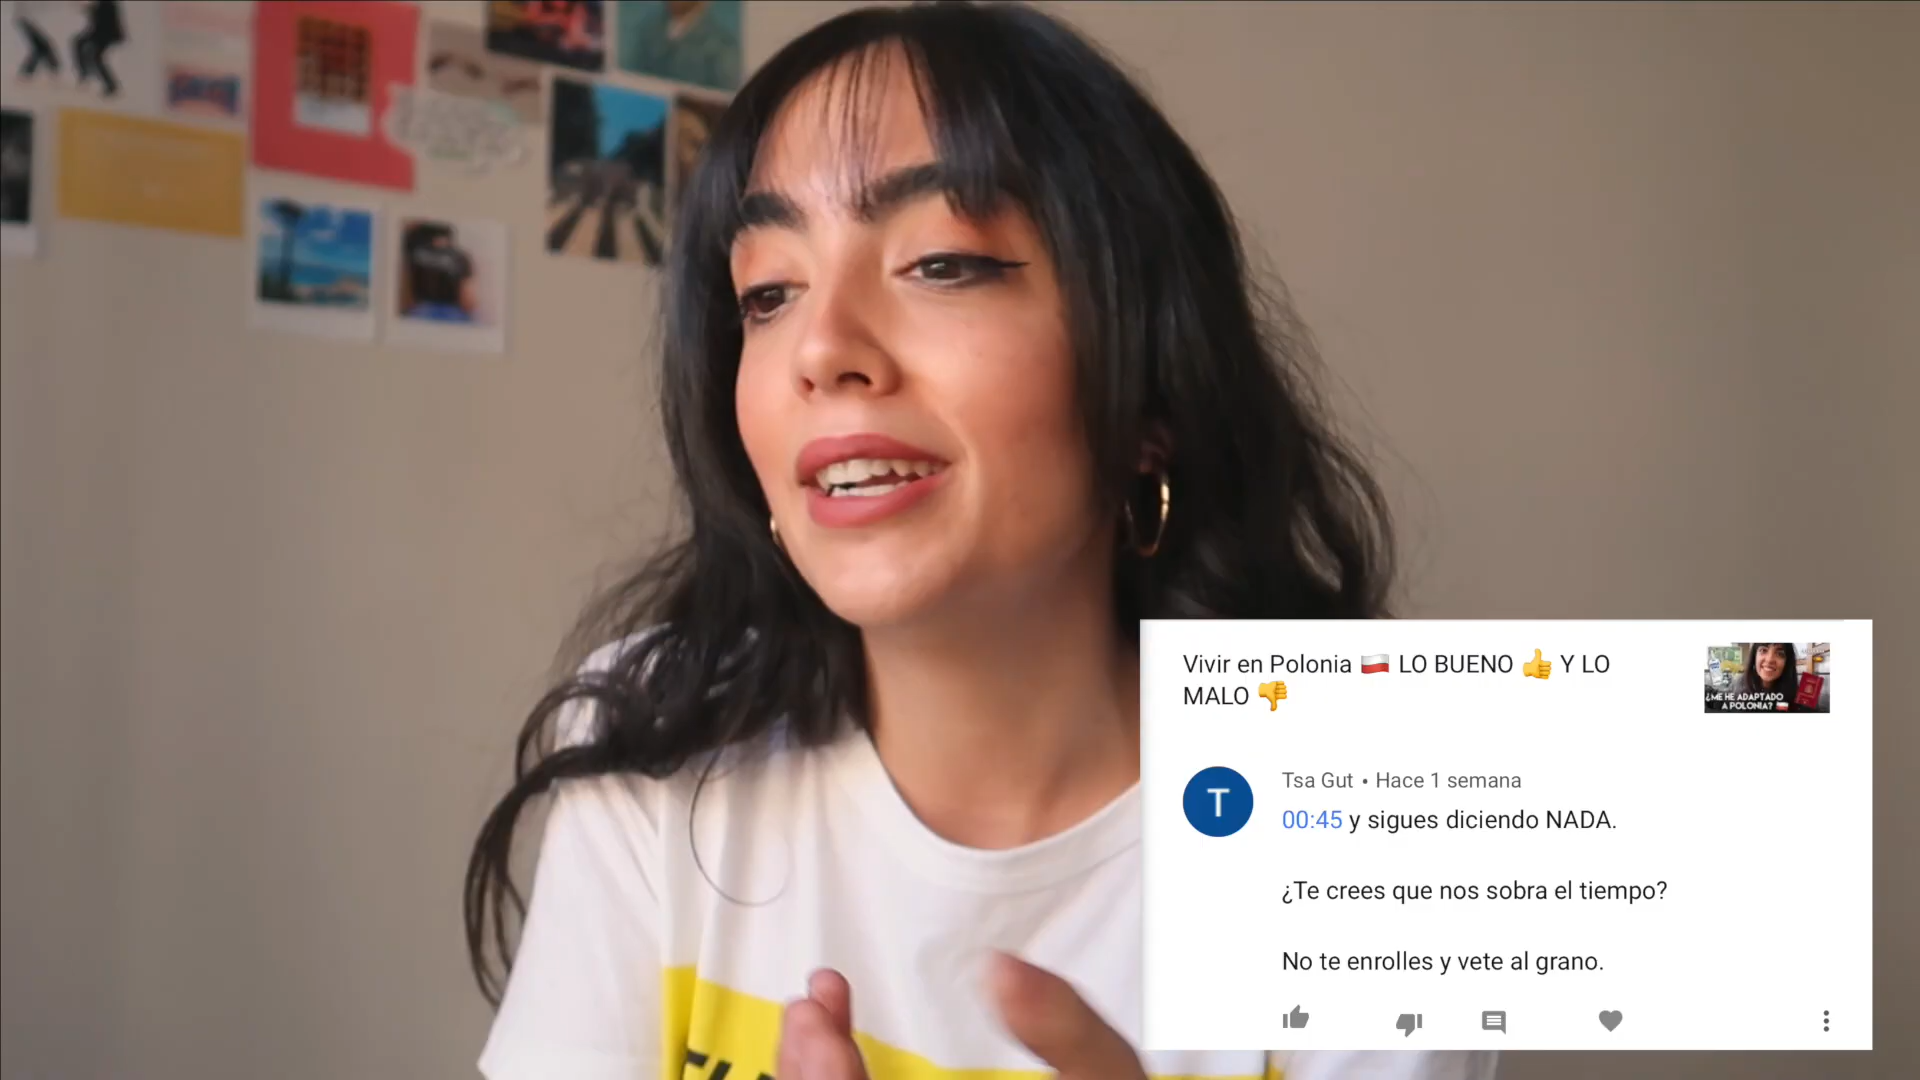 Vivir en Polonia 🇵🇱 LO BUENO 👍 Y LO
MALO 👎
¿ME HE ADAPTADO
A POLONIA? 🇵🇱
T
Tsa Gut • Hace 1 semana
00:45 y sigues diciendo NADA.
¿Te crees que nos sobra el tiempo?
No te enrolles y vete al grano.